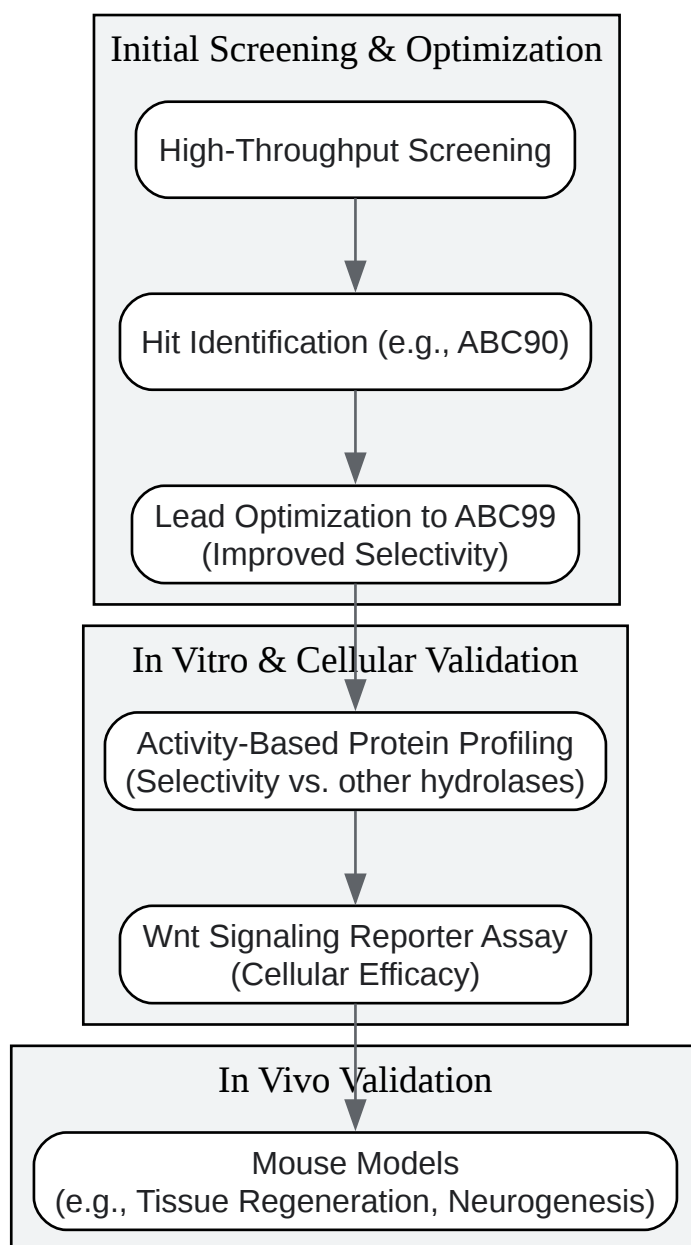 Initial Screening & Optimization
High-Throughput Screening
Hit Identification (e.g., ABC90)
Lead Optimization to ABC99
(Improved Selectivity)
In Vitro & Cellular Validation
Activity-Based Protein Profiling
(Selectivity vs. other hydrolases)
Wnt Signaling Reporter Assay
(Cellular Efficacy)
In Vivo Validation
Mouse Models
(e.g., Tissue Regeneration, Neurogenesis)